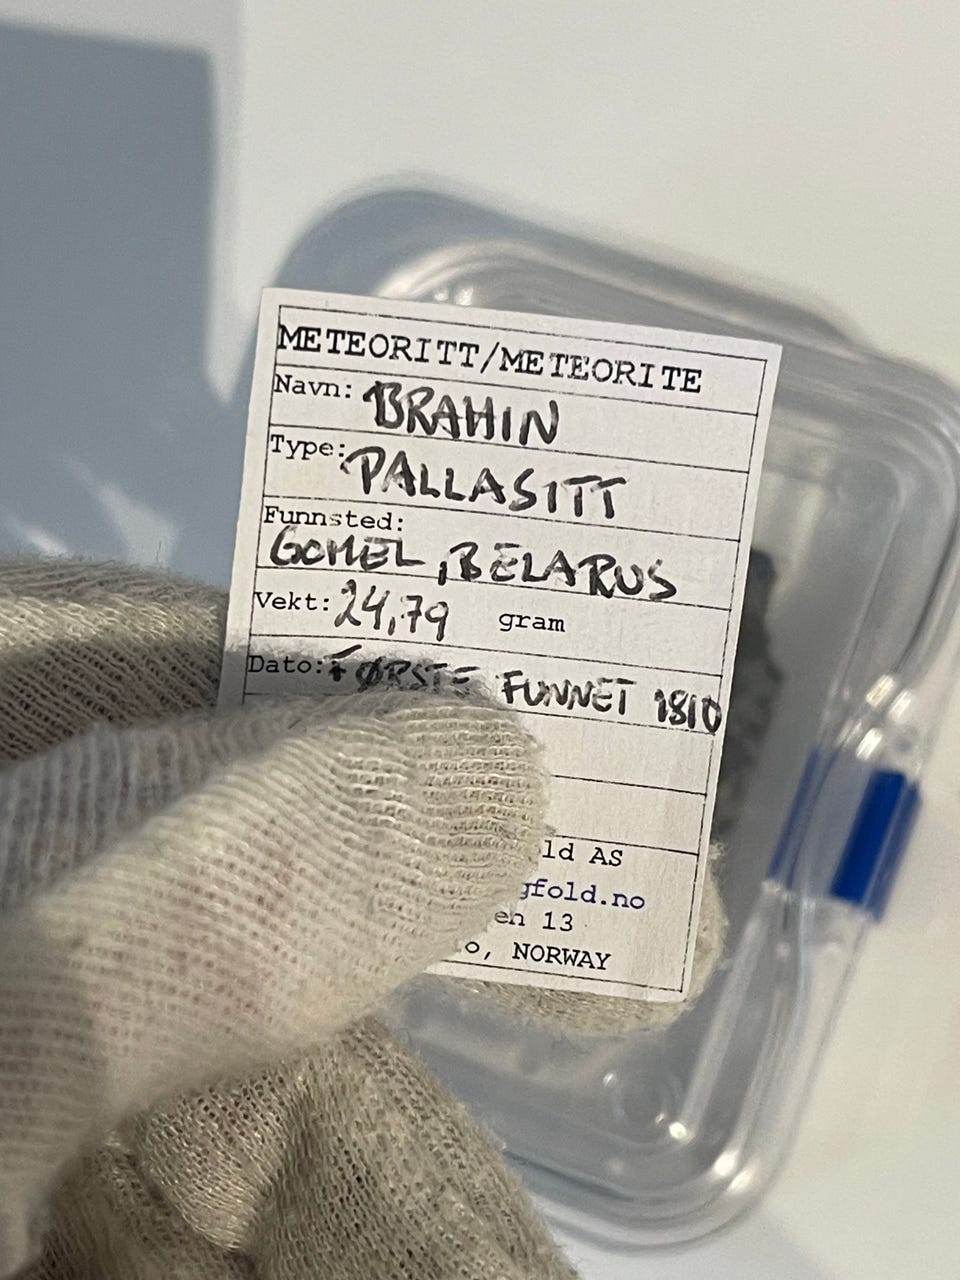 METEORITT/METEORITE
Navn: BRAHIN
Type: PALLASITT
Funnsted:
GOMEL, BELARUS
Vekt: 24,79 gram
Dato: FØRSTE FUNNET 1810
ld AS
gfold.no
en 13
o, NORWAY